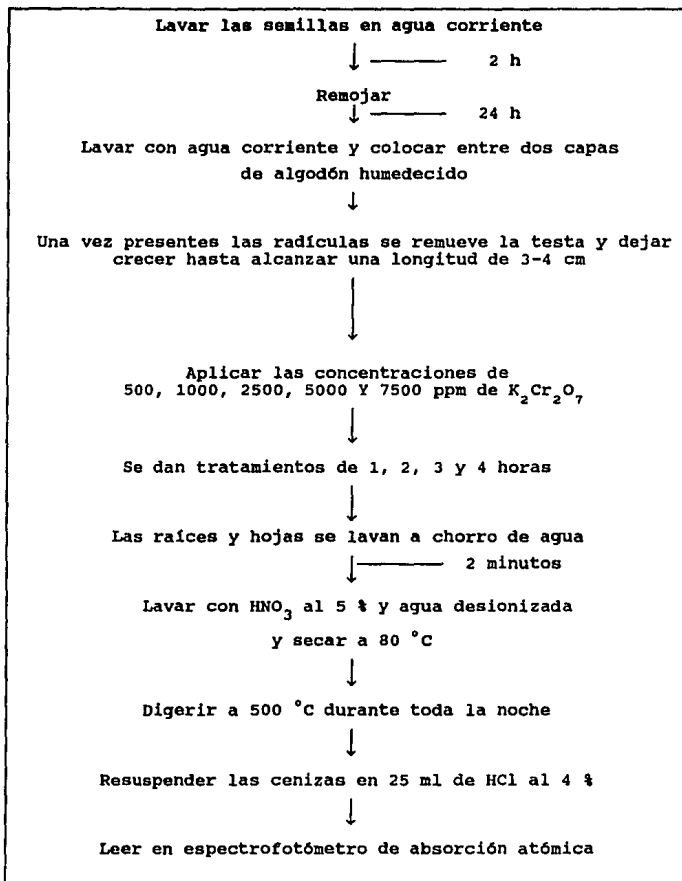 Lavar las semillas en agua corriente
2 h
Remojar
24 h
Lavar con agua corriente y colocar entre dos capas
de algodón humedecido
Una vez presentes las radículas se remueve la testa y dejar
crecer hasta alcanzar una longitud de 3-4 cm
Aplicar las concentraciones de
500, 1000, 2500, 5000 Y 7500 ppm de K₂Cr₂O₇
Se dan tratamientos de 1, 2, 3 y 4 horas
Las raíces y hojas se lavan a chorro de agua
2 minutos
Lavar con HNO₃ al 5 % y agua desionizada
y secar a 80 °C
Digerir a 500 °C durante toda la noche
Resuspender las cenizas en 25 ml de HCl al 4 %
Leer en espectrofotómetro de absorción atómica